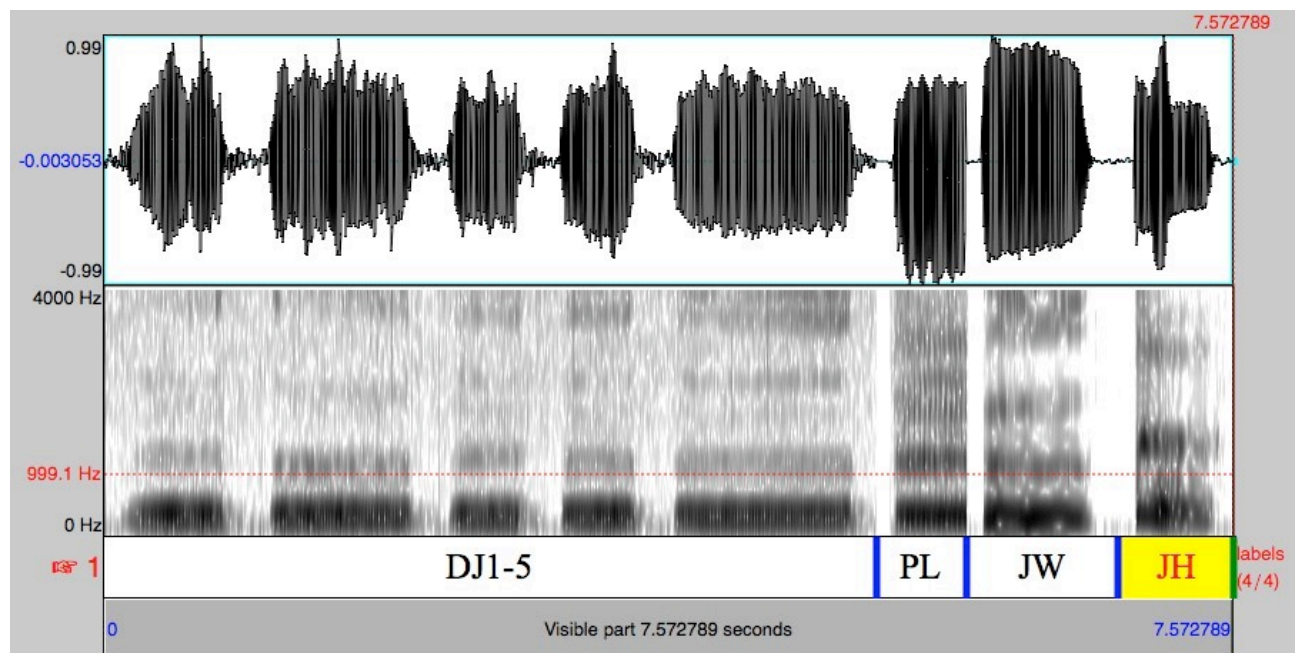 7.572789
0.99
-0.003053
-0.99
4000 Hz
999.1 Hz
0 Hz
☞ 1 DJ1-5 PL JW JH labels
(4/4)
0 Visible part 7.572789 seconds 7.572789